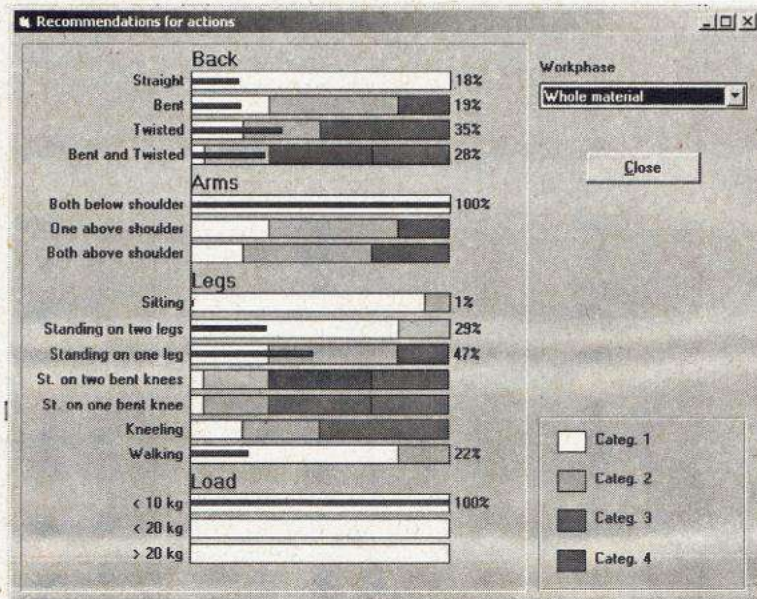 Recommendations for actions
Back
Straight 18%
Bent 19%
Twisted 35%
Bent and Twisted 28%
Arms
Both below shoulder 100%
One above shoulder
Both above shoulder
Legs
Sitting 1%
Standing on two legs 29%
Standing on one leg 47%
St. on two bent knees
St. on one bent knee
Kneeling
Walking 22%
Load
< 10 kg 100%
< 20 kg
> 20 kg
Workphase
Whole material
Close
Categ. 1
Categ. 2
Categ. 3
Categ. 4